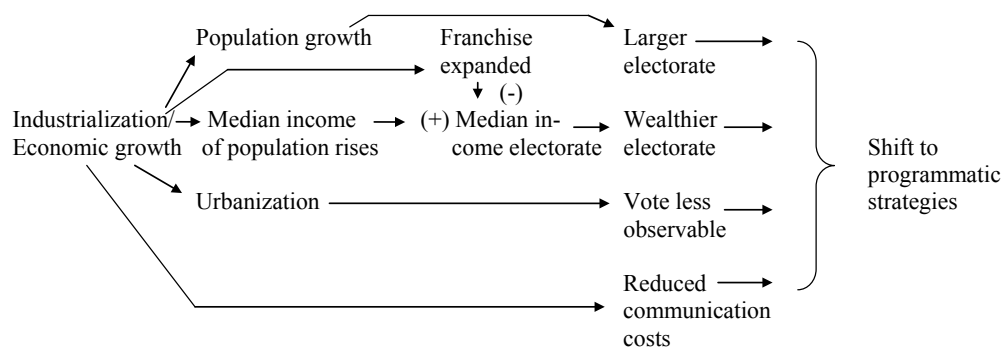 Population growth
Franchise
expanded
Larger
electorate
(-)
Industrialization/
Economic growth
Median income
of population rises
(+) Median in-
come electorate
Wealthier
electorate
Urbanization
Vote less
observable
Reduced
communication
costs
Shift to
programmatic
strategies